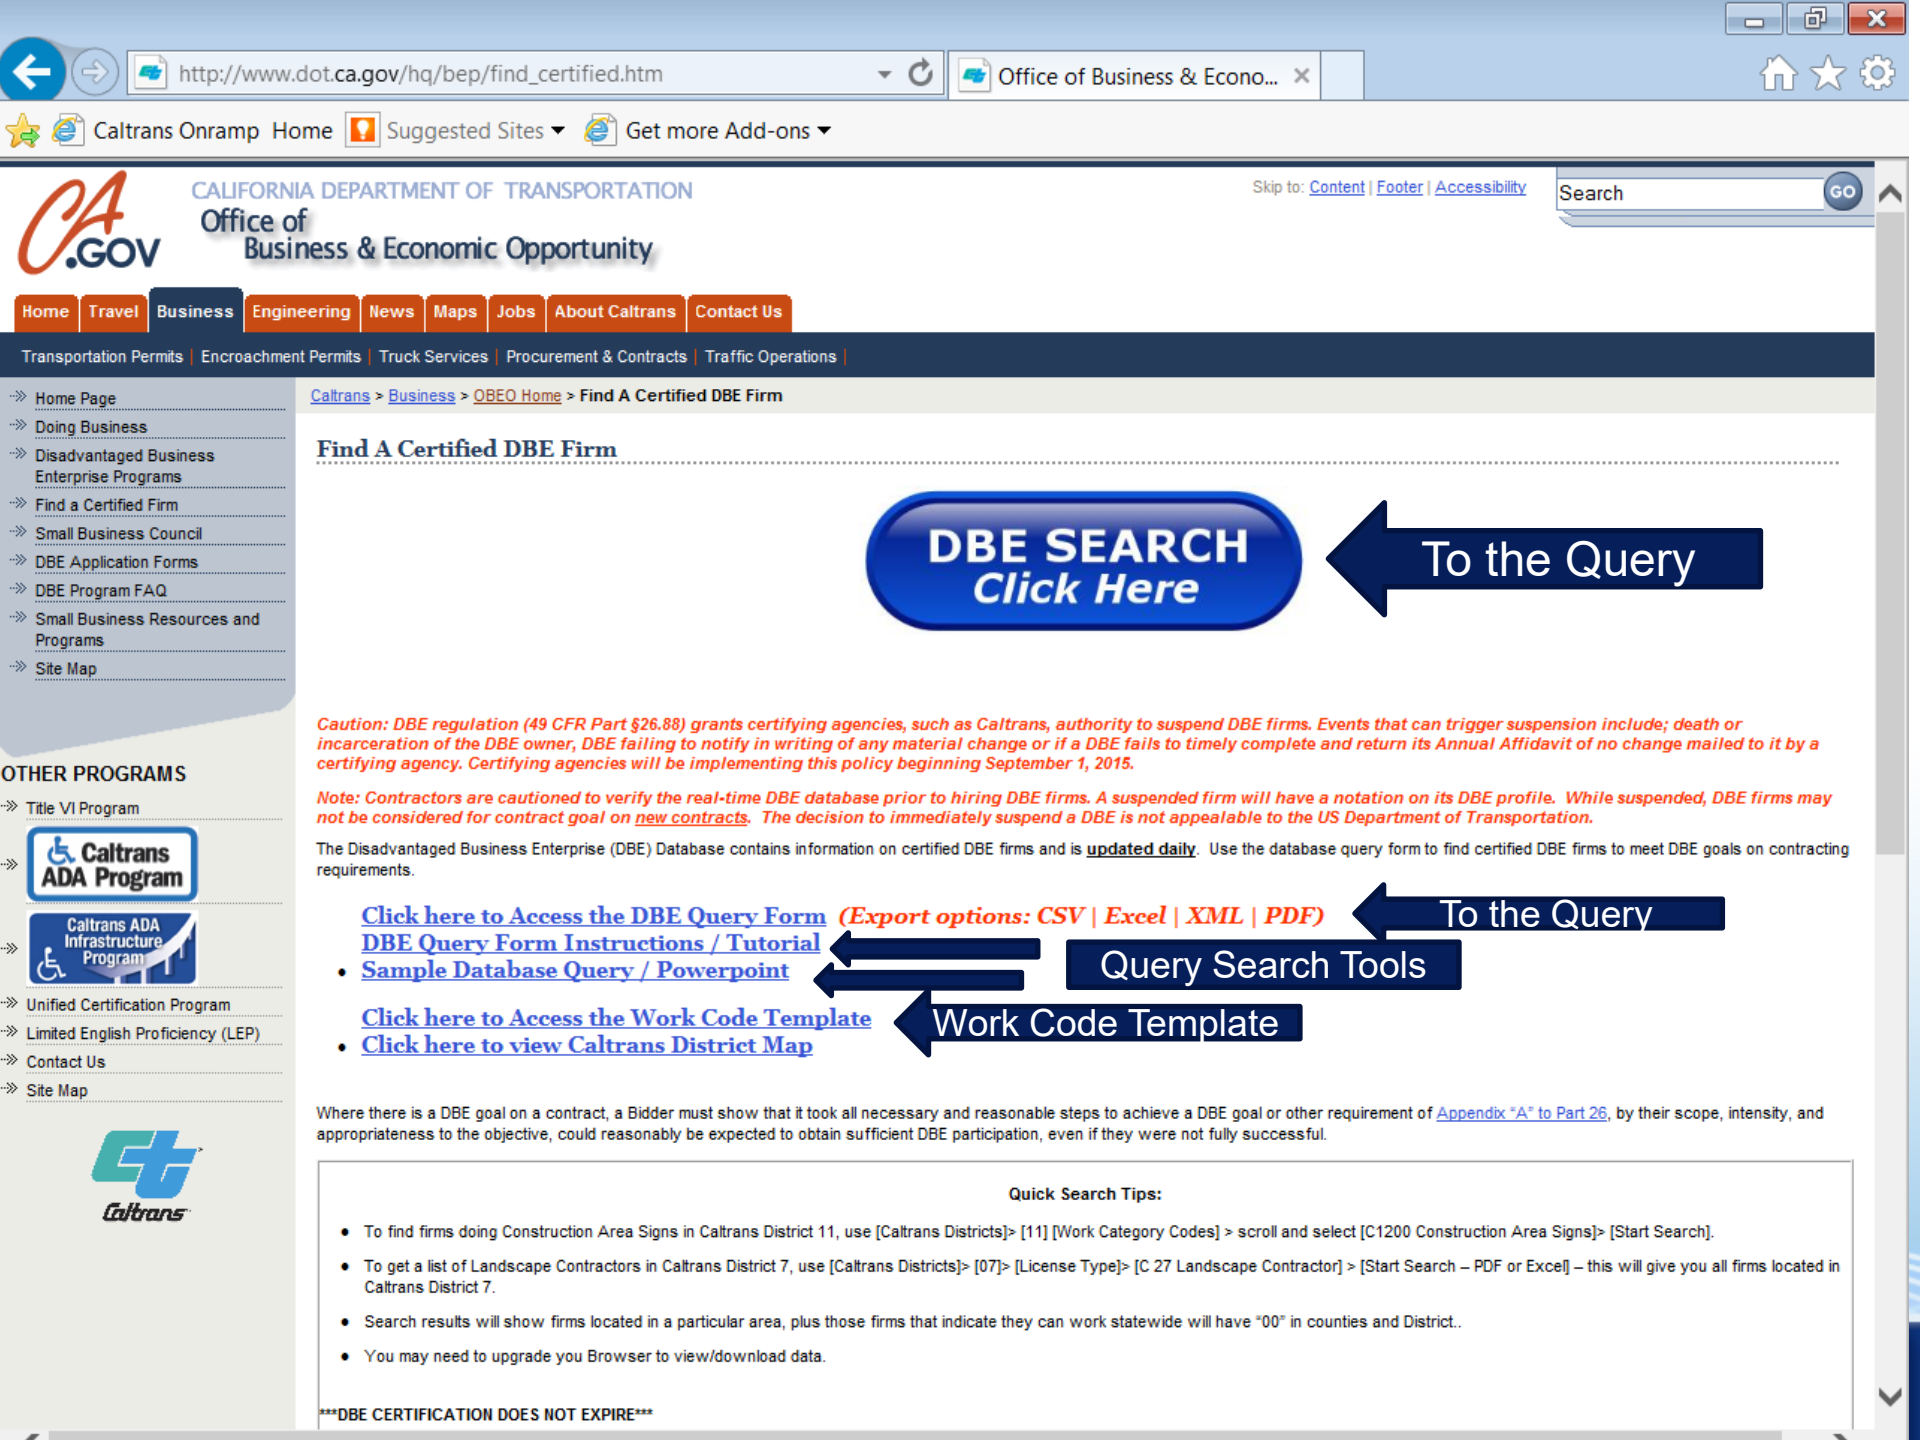 http://www.dot.ca.gov/hq/bep/find_certified.htm
Office of Business & Econo...
Caltrans Onramp Home
Suggested Sites
Get more Add-ons
CA.GOV
CALIFORNIA DEPARTMENT OF TRANSPORTATION
Office of
Business & Economic Opportunity
Skip to: Content | Footer | Accessibility
Search
GO
Home
Travel
Business
Engineering
News
Maps
Jobs
About Caltrans
Contact Us
Transportation Permits | Encroachment Permits | Truck Services | Procurement & Contracts | Traffic Operations |
Home Page
Doing Business
Disadvantaged Business
Enterprise Programs
Find a Certified Firm
Small Business Council
DBE Application Forms
DBE Program FAQ
Small Business Resources and
Programs
Site Map
OTHER PROGRAMS
Title VI Program
Caltrans
ADA Program
Caltrans ADA
Infrastructure
Program
Unified Certification Program
Limited English Proficiency (LEP)
Contact Us
Site Map
Caltrans
Caltrans > Business > OBEO Home > Find A Certified DBE Firm
Find A Certified DBE Firm
DBE SEARCH
Click Here
To the Query
Caution: DBE regulation (49 CFR Part §26.88) grants certifying agencies, such as Caltrans, authority to suspend DBE firms. Events that can trigger suspension include; death or
incarceration of the DBE owner, DBE failing to notify in writing of any material change or if a DBE fails to timely complete and return its Annual Affidavit of no change mailed to it by a
certifying agency. Certifying agencies will be implementing this policy beginning September 1, 2015.
Note: Contractors are cautioned to verify the real-time DBE database prior to hiring DBE firms. A suspended firm will have a notation on its DBE profile. While suspended, DBE firms may
not be considered for contract goal on new contracts. The decision to immediately suspend a DBE is not appealable to the US Department of Transportation.
The Disadvantaged Business Enterprise (DBE) Database contains information on certified DBE firms and is updated daily. Use the database query form to find certified DBE firms to meet DBE goals on contracting
requirements.
Click here to Access the DBE Query Form (Export options: CSV | Excel | XML | PDF)
To the Query
DBE Query Form Instructions / Tutorial
• Sample Database Query / Powerpoint
Query Search Tools
Click here to Access the Work Code Template
Work Code Template
• Click here to view Caltrans District Map
Where there is a DBE goal on a contract, a Bidder must show that it took all necessary and reasonable steps to achieve a DBE goal or other requirement of Appendix "A" to Part 26, by their scope, intensity, and
appropriateness to the objective, could reasonably be expected to obtain sufficient DBE participation, even if they were not fully successful.
Quick Search Tips:
• To find firms doing Construction Area Signs in Caltrans District 11, use [Caltrans Districts]> [11] [Work Category Codes] > scroll and select [C1200 Construction Area Signs]> [Start Search].
• To get a list of Landscape Contractors in Caltrans District 7, use [Caltrans Districts]> [07]> [License Type]> [C 27 Landscape Contractor] > [Start Search – PDF or Excel] – this will give you all firms located in
Caltrans District 7.
• Search results will show firms located in a particular area, plus those firms that indicate they can work statewide will have "00" in counties and District..
• You may need to upgrade you Browser to view/download data.
***DBE CERTIFICATION DOES NOT EXPIRE***